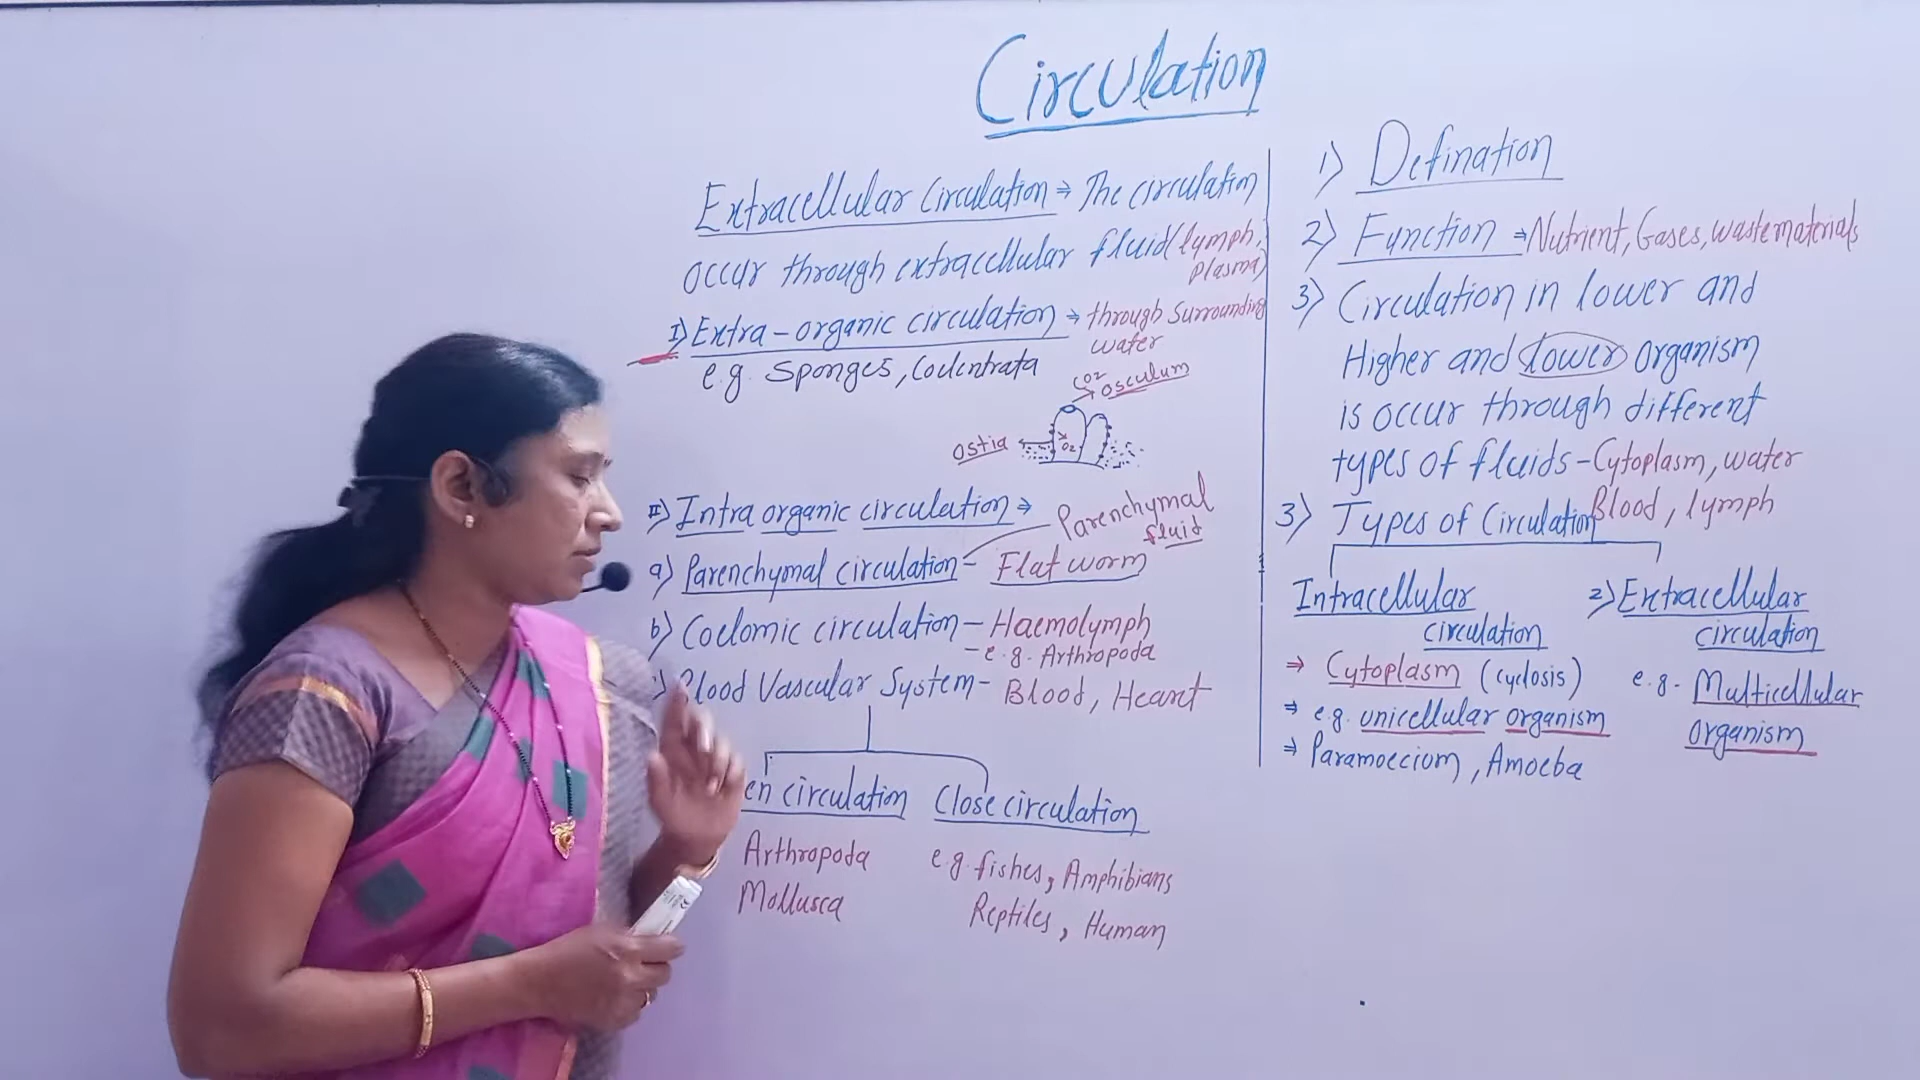 Circulation
Extracellular Circulation ⇒ The circulation
occur through extracellular fluid (lymph,
plasma)
I) Extra-organic circulation ⇒ through surrounding
water
e.g. Sponges, Coelentrata
CO2
osculum
ostia
O2
II) Intra organic circulation ⇒
Parenchymal
fluid
a) Parenchymal circulation - Flat worm
b) Coelomic circulation - Haemolymph
- e.g. Arthropoda
Blood Vascular System - Blood, Heart
en circulation
Close circulation
Arthropoda
Mollusca
e.g. fishes, Amphibians
Reptiles, Human
1) Defination
2) Function ⇒ Nutrient, Gases, waste materials
3) Circulation in lower and
Higher and lower organism
is occur through different
types of fluids - Cytoplasm, water
Blood, lymph
3) Types of Circulation
Intracellular
circulation
⇒ Cytoplasm (cyclosis)
⇒ e.g. unicellular organism
⇒ Paramoecium, Amoeba
2) Extracellular
circulation
e.g. Multicellular
organism